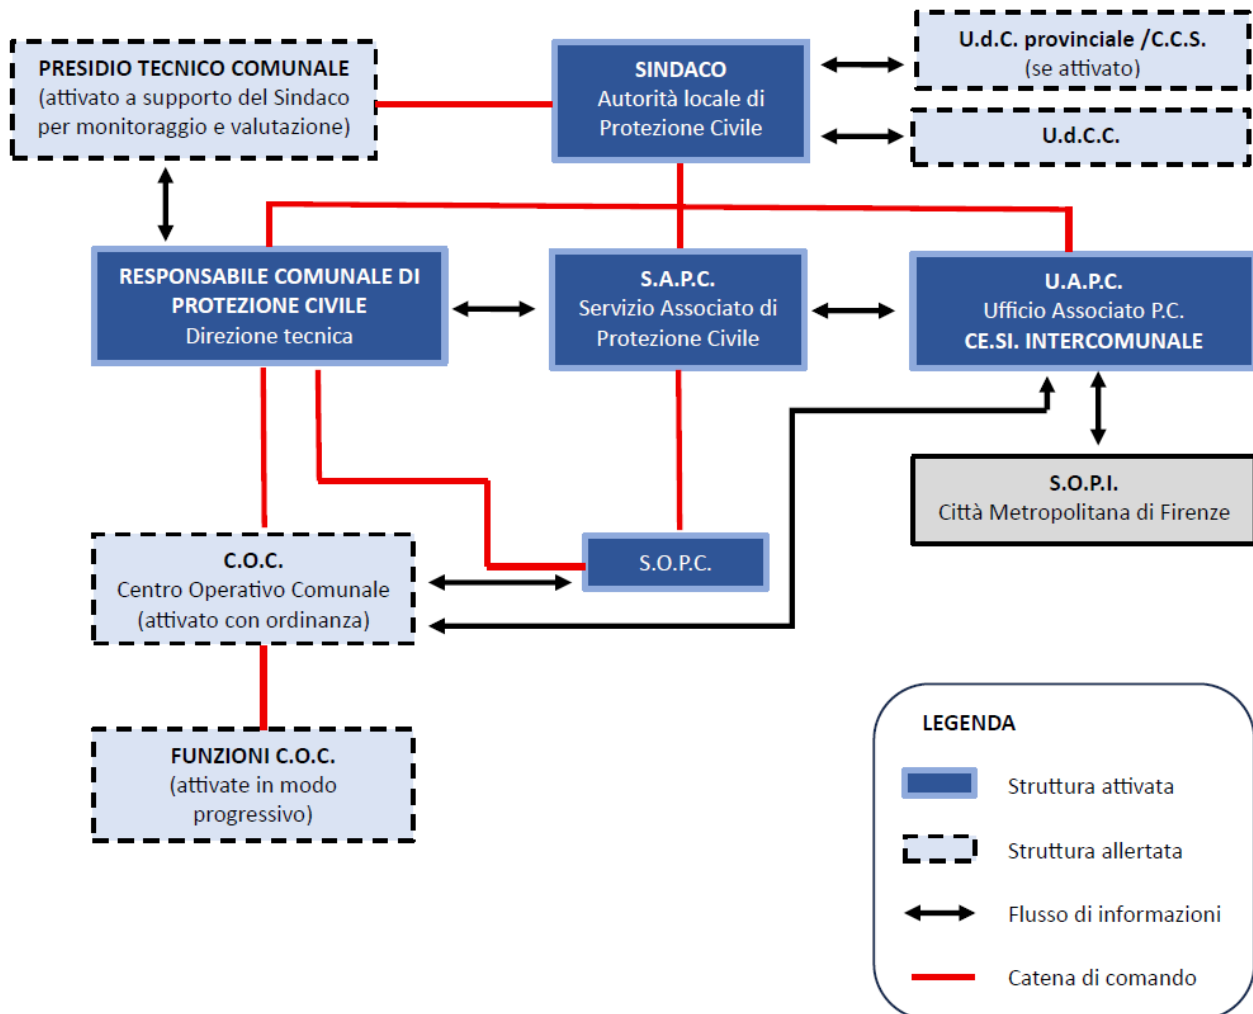 PRESIDIO TECNICO COMUNALE
(attivato a supporto del Sindaco
per monitoraggio e valutazione)
SINDACO
Autorità locale di
Protezione Civile
U.d.C. provinciale /C.C.S.
(se attivato)
U.d.C.C.
RESPONSABILE COMUNALE DI
PROTEZIONE CIVILE
Direzione tecnica
S.A.P.C.
Servizio Associato di
Protezione Civile
U.A.P.C.
Ufficio Associato P.C.
CE.SI. INTERCOMUNALE
S.O.P.I.
Città Metropolitana di Firenze
C.O.C.
Centro Operativo Comunale
(attivato con ordinanza)
S.O.P.C.
FUNZIONI C.O.C.
(attivate in modo
progressivo)
LEGENDA
Struttura attivata
Struttura allertata
Flusso di informazioni
Catena di comando